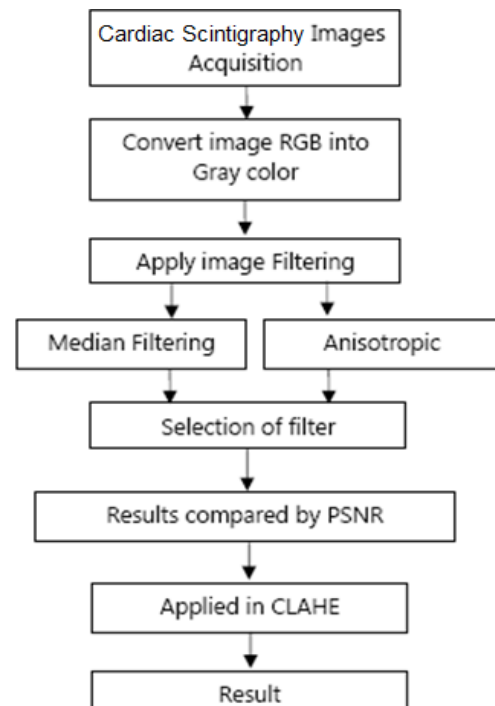 Cardiac Scintigraphy Images
Acquisition
Convert image RGB into
Gray color
Apply image Filtering
Median Filtering
Anisotropic
Selection of filter
Results compared by PSNR
Applied in CLAHE
Result